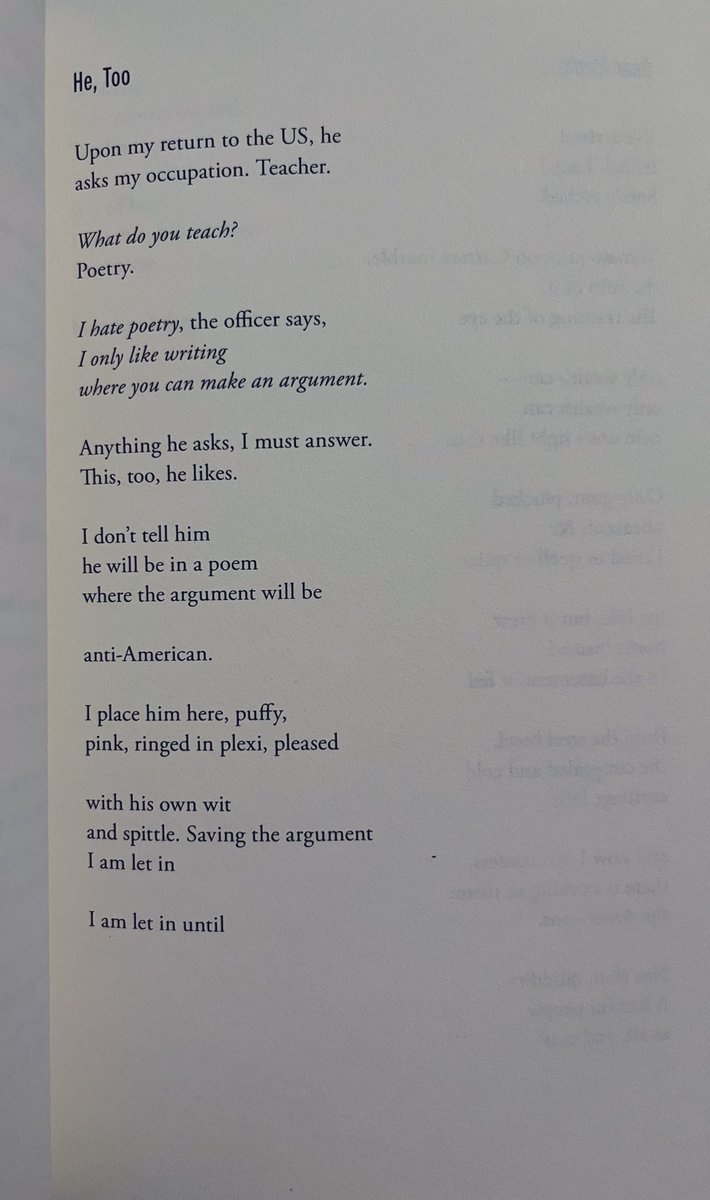 He, Too
Upon my return to the US, he
asks my occupation. Teacher.
What do you teach?
Poetry.
I hate poetry, the officer says,
I only like writing
where you can make an argument.
Anything he asks, I must answer.
This, too, he likes.
I don’t tell him
he will be in a poem
where the argument will be
anti-American.
I place him here, puffy,
pink, ringed in plexi, pleased
with his own wit
and spittle. Saving the argument
I am let in
I am let in until